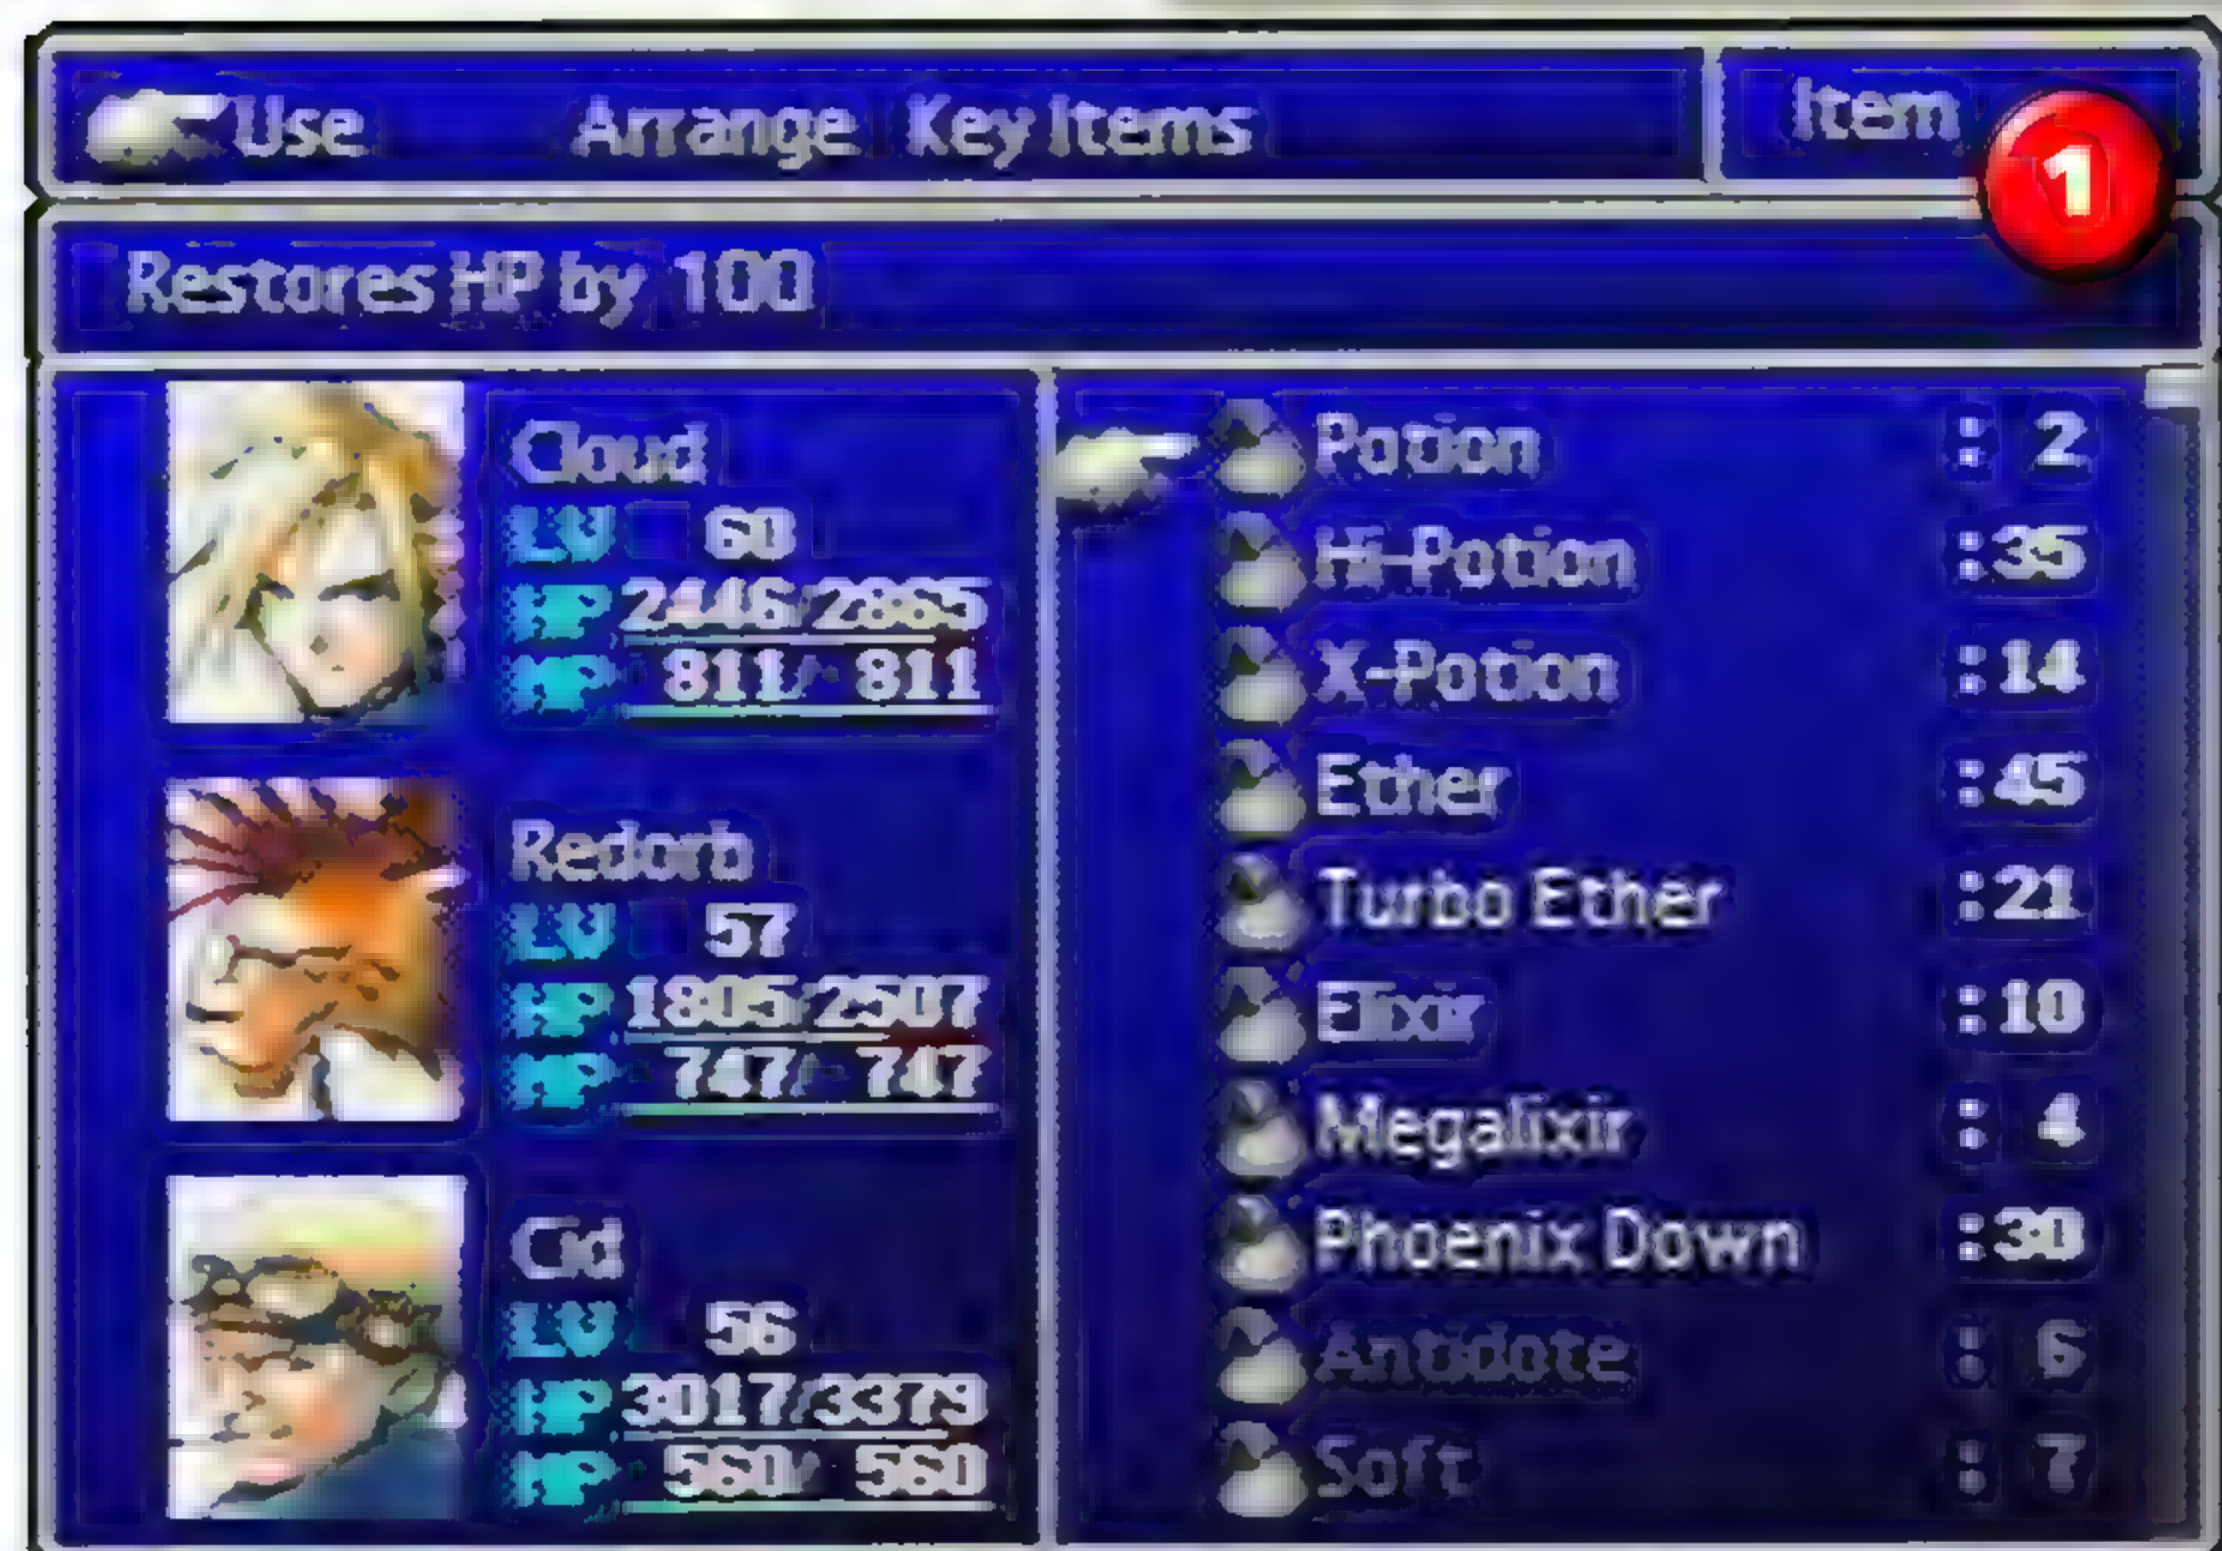 Use Arrange Key Items Item
1
Restores HP by 100
Cloud
LV 60
HP 2446/2865
MP 811/ 811
Redorb
LV 57
HP 1805/2507
MP 747/ 747
Cid
LV 56
HP 3017/3379
MP 560/ 560
Potion : 2
Hi-Potion :35
X-Potion :14
Ether :45
Turbo Ether :21
Elixir :10
Megalixir : 4
Phoenix Down :30
Antidote : 6
Soft : 7